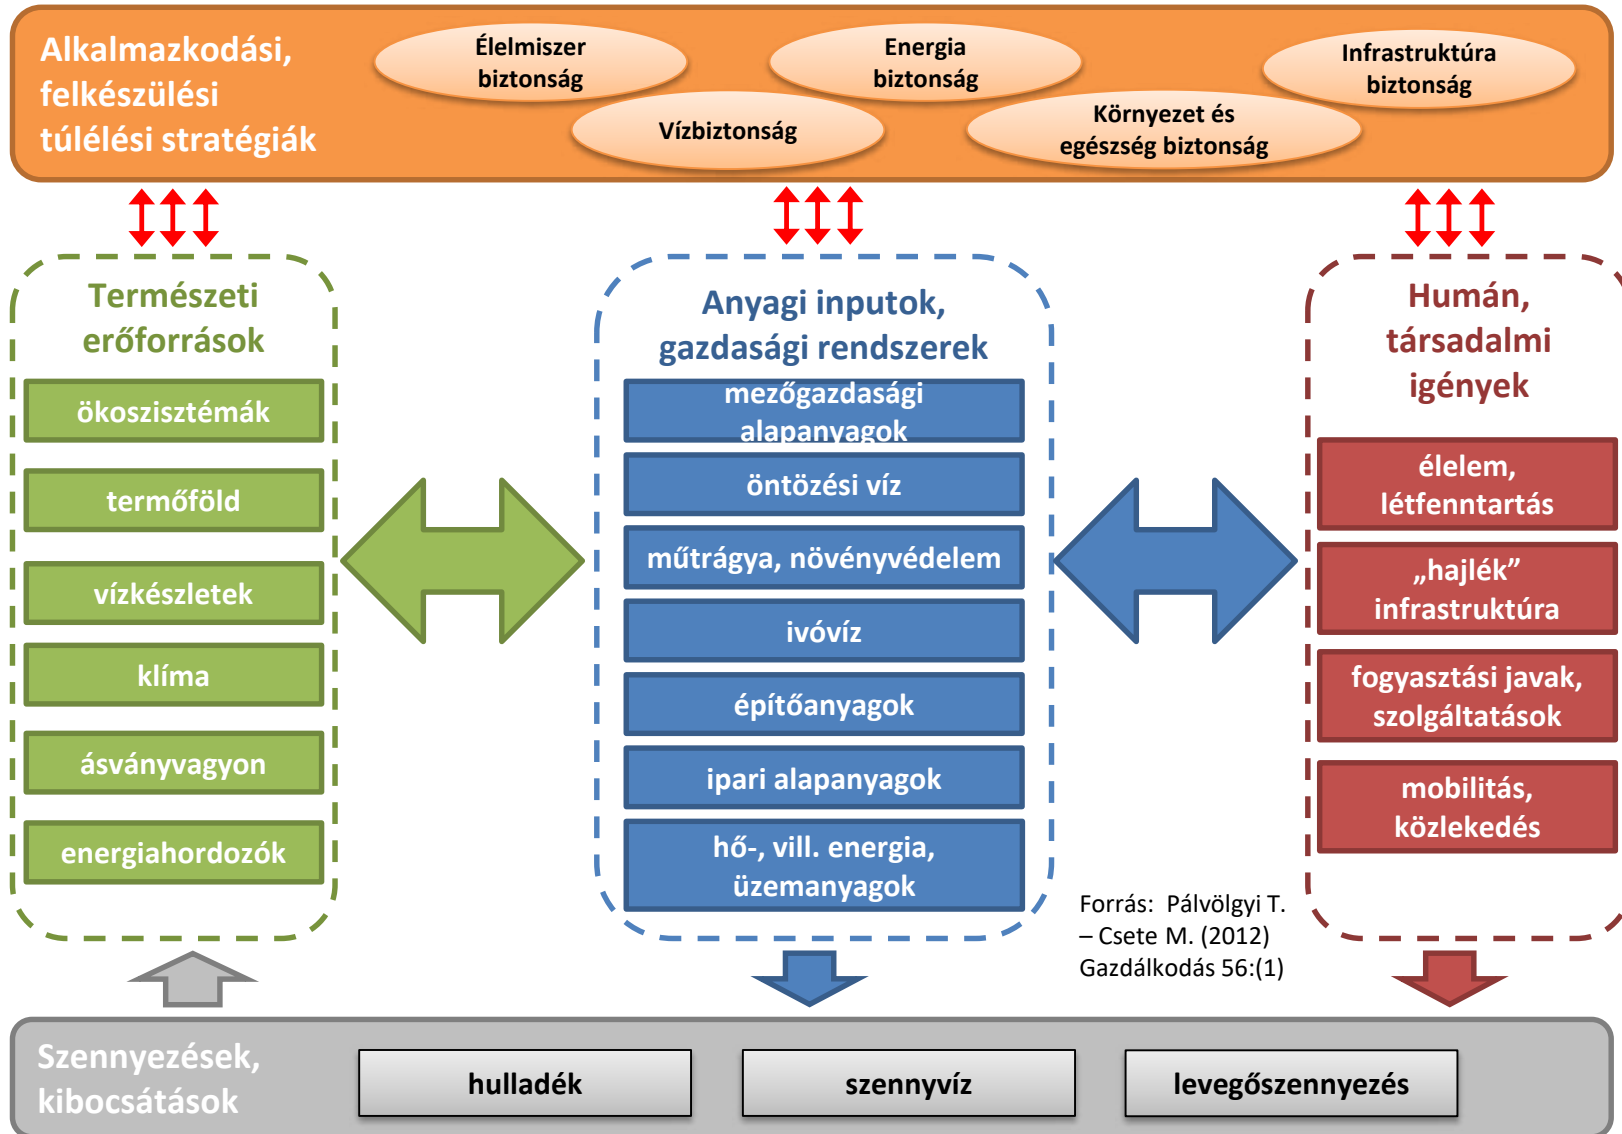 Alkalmazkodási,
felkészülési
túlélési stratégiák
Élelmiszer
biztonság
Energia
biztonság
Infrastruktúra
biztonság
Vízbiztonság
Környezet és
egészség biztonság
Természeti
erőforrások
ökoszisztémák
termőföld
vízkészletek
klíma
ásványvagyon
energiahordozók
Anyagi inputok,
gazdasági rendszerek
mezőgazdasági
alapanyagok
öntözési víz
műtrágya, növényvédelem
ivóvíz
építőanyagok
ipari alapanyagok
hő-, vill. energia,
üzemanyagok
Humán,
társadalmi
igények
élelem,
létfenntartás
„hajlék”
infrastruktúra
fogyasztási javak,
szolgáltatások
mobilitás,
közlekedés
Forrás: Pálvölgyi T.
– Csete M. (2012)
Gazdálkodás 56:(1)
Szennyezések,
kibocsátások
hulladék
szennyvíz
levegőszennyezés